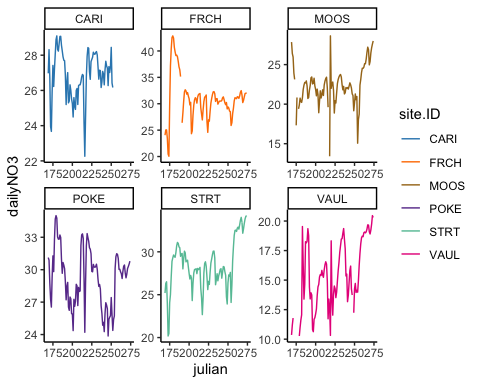 CARI FRCH MOOS
28
26
24
22
40
35
30
25
20
25
20
15
175200225250275 175200225250275 175200225250275
POKE STRT VAUL
33
30
27
24
30
25
20
20.0
17.5
15.0
12.5
10.0
175200225250275 175200225250275 175200225250275
dailyNO3
julian
site.ID
CARI
FRCH
MOOS
POKE
STRT
VAUL